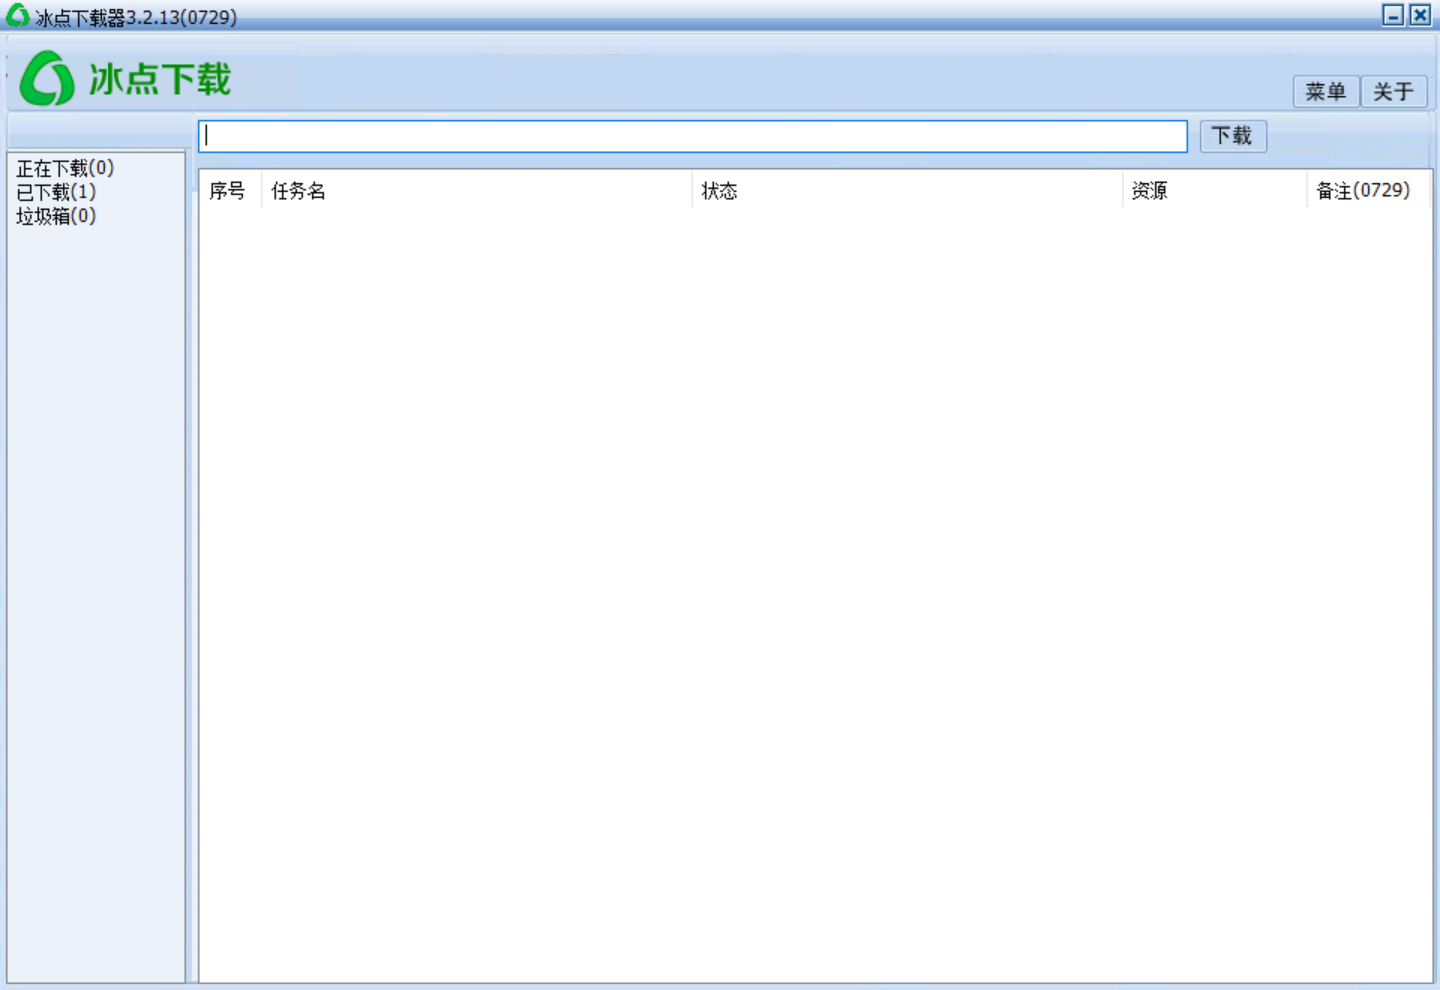 冰点下载器3.2.13(0729)
冰点下载
菜单 关于
下载
正在下载(0)
已下载(1)
垃圾箱(0)
序号 任务名 状态 资源 备注(0729)